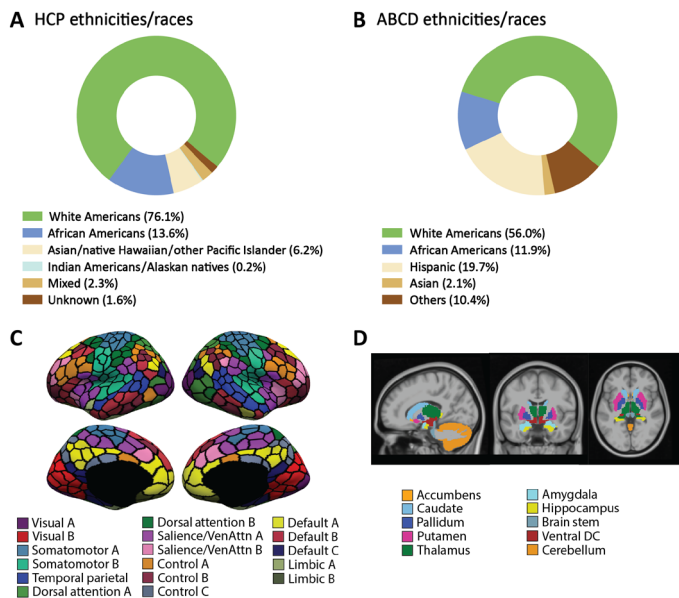 A HCP ethnicities/races
White Americans (76.1%)
African Americans (13.6%)
Asian/native Hawaiian/other Pacific Islander (6.2%)
Indian Americans/Alaskan natives (0.2%)
Mixed (2.3%)
Unknown (1.6%)
B ABCD ethnicities/races
White Americans (56.0%)
African Americans (11.9%)
Hispanic (19.7%)
Asian (2.1%)
Others (10.4%)
C
Visual A
Visual B
Somatomotor A
Somatomotor B
Temporal parietal
Dorsal attention A
Dorsal attention B
Salience/VenAttn A
Salience/VenAttn B
Control A
Control B
Control C
Default A
Default B
Default C
Limbic A
Limbic B
D
Accumbens
Caudate
Pallidum
Putamen
Thalamus
Amygdala
Hippocampus
Brain stem
Ventral DC
Cerebellum